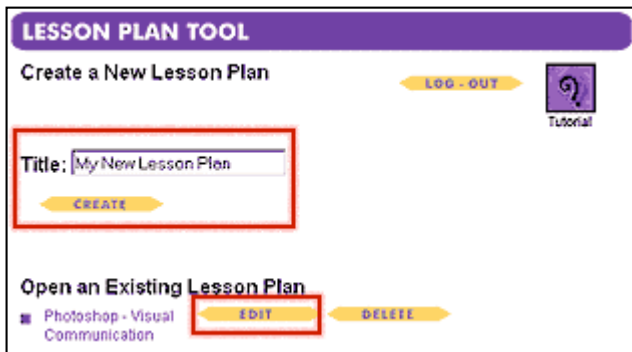 LESSON PLAN TOOL
Create a New Lesson Plan
LOG - OUT
Tutorial
Title: My New Lesson Plan
CREATE
Open an Existing Lesson Plan
Photoshop - Visual
Communication
EDIT
DELETE